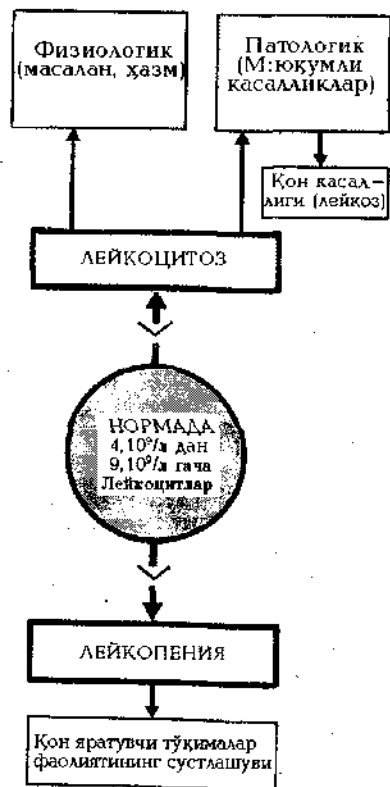 Физиологик
(масалан, ҳазм)
Патологик
(М:юқумли
касалликлар)
Қон касал-
лиги (лейкоз)
ЛЕЙКОЦИТОЗ
НОРМАДА
4,10⁹/л дан
9,10⁹/л гача
Лейкоцитлар
ЛЕЙКОПЕНИЯ
Қон яратувчи тўқималар
фаолиятининг сустлашуви